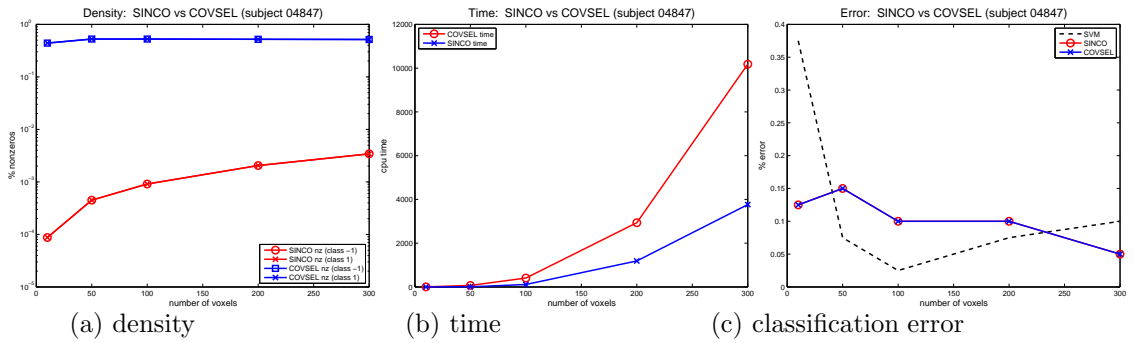 Density: SINCO vs COVSEL (subject 04847)
10^0
10^-1
10^-2
10^-3
10^-4
10^-5
% nonzeros
0 50 100 150 200 250 300
number of voxels
SINCO nz (class -1)
SINCO nz (class 1)
COVSEL nz (class -1)
COVSEL nz (class 1)
(a) density
Time: SINCO vs COVSEL (subject 04847)
12000
10000
8000
6000
4000
2000
0
cpu time
0 50 100 150 200 250 300
number of voxels
COVSEL time
SINCO time
(b) time
Error: SINCO vs COVSEL (subject 04847)
0.4
0.35
0.3
0.25
0.2
0.15
0.1
0.05
0
% error
0 50 100 150 200 250 300
number of voxels
SVM
SINCO
COVSEL
(c) classification error